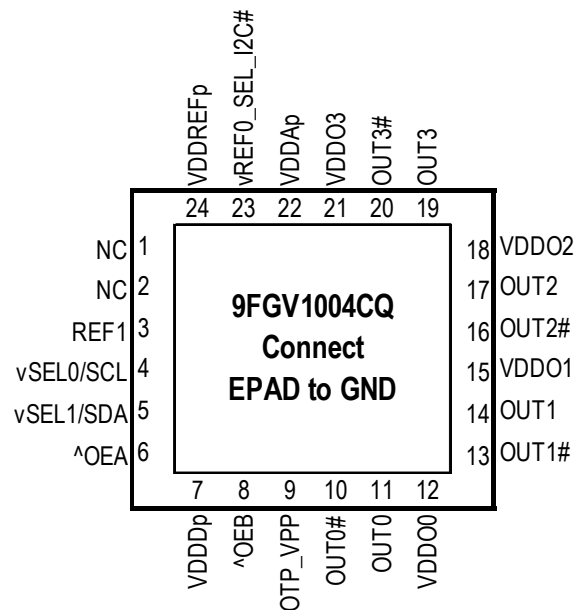 VDDREFp
vREF0_SEL_I2C#
VDDAp
VDDO3
OUT3#
OUT3
24 23 22 21 20 19
NC 1
NC 2
REF1 3
vSEL0/SCL 4
vSEL1/SDA 5
^OEA 6
9FGV1004CQ
Connect
EPAD to GND
18 VDDO2
17 OUT2
16 OUT2#
15 VDDO1
14 OUT1
13 OUT1#
7 8 9 10 11 12
VDDDp
^OEB
OTP_VPP
OUT0#
OUT0
VDDO0